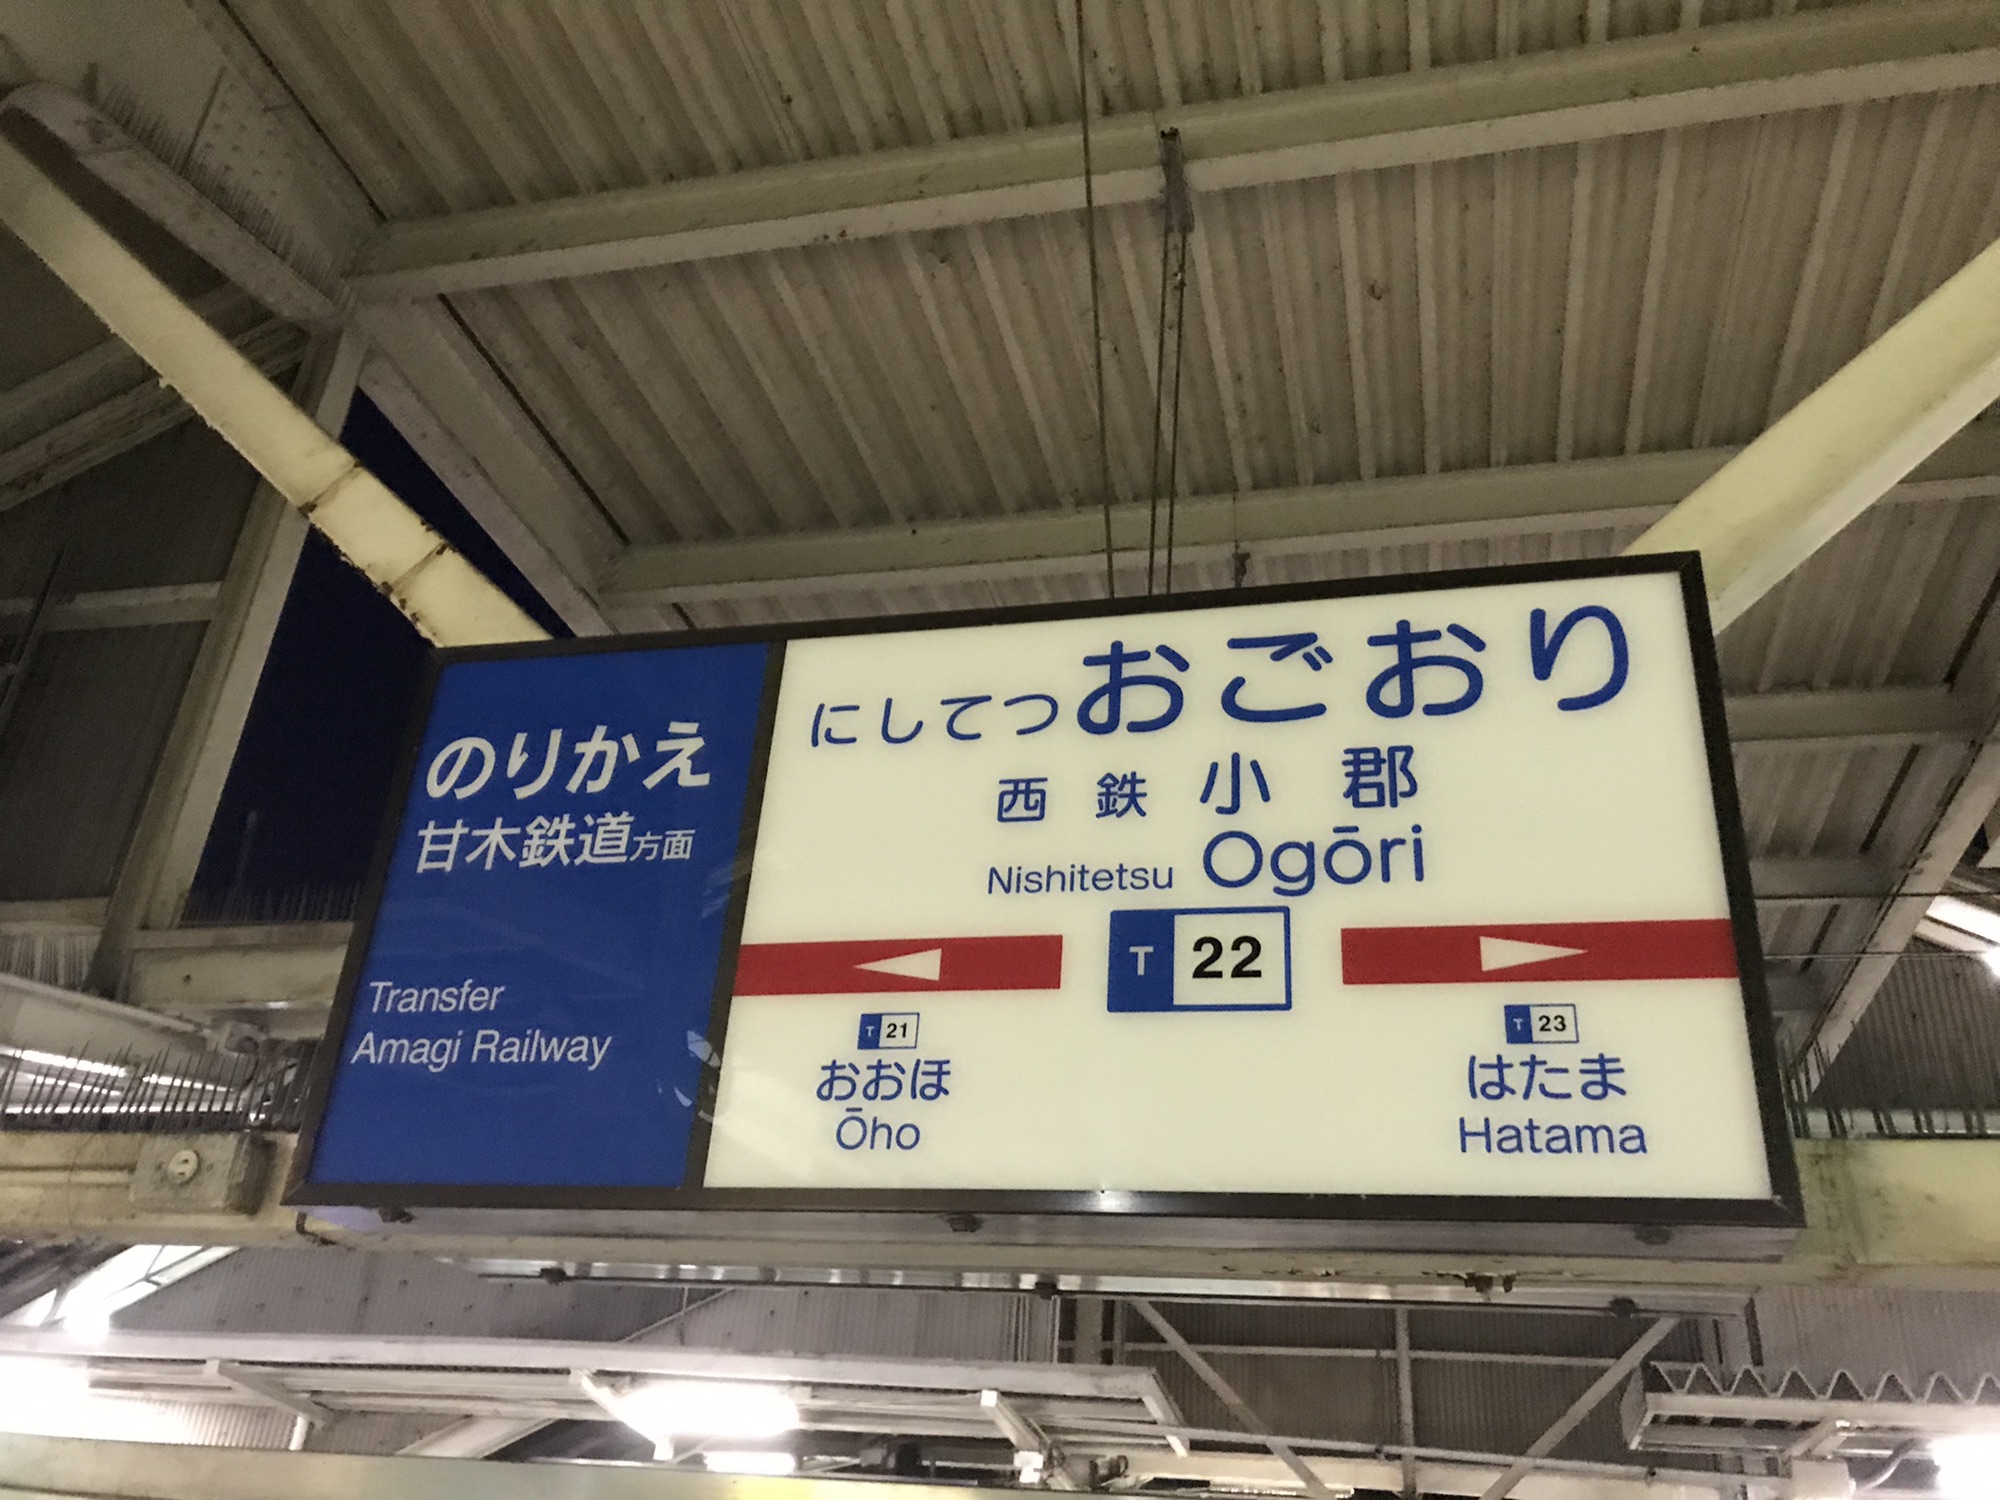 のりかえ
甘木鉄道方面
Transfer
Amagi Railway
にしてつおごおり
西鉄小郡
Nishitetsu Ogōri
T 22
T 21
おおほ
Ōho
T 23
はたま
Hatama